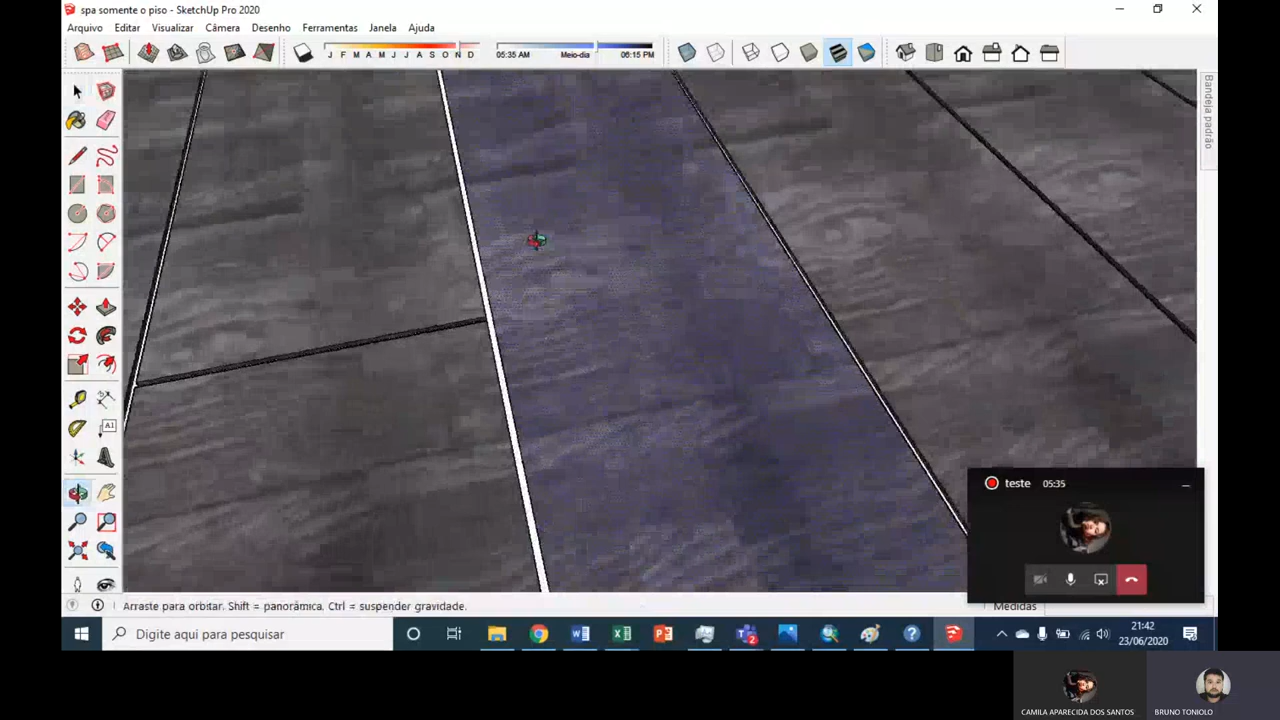 spa somente o piso - SketchUp Pro 2020
Arquivo Editar Visualizar Câmera Desenho Ferramentas Janela Ajuda
J F M A M J J A S O N D
05:35 AM Meio-dia 06:15 PM
Bandeja padrão
A1
teste 05:35
Arraste para orbitar. Shift = panorâmica, Ctrl = suspender gravidade.
Medidas
Digite aqui para pesquisar
2
21:42
23/06/2020
CAMILA APARECIDA DOS SANTOS
BRUNO TONIOLO